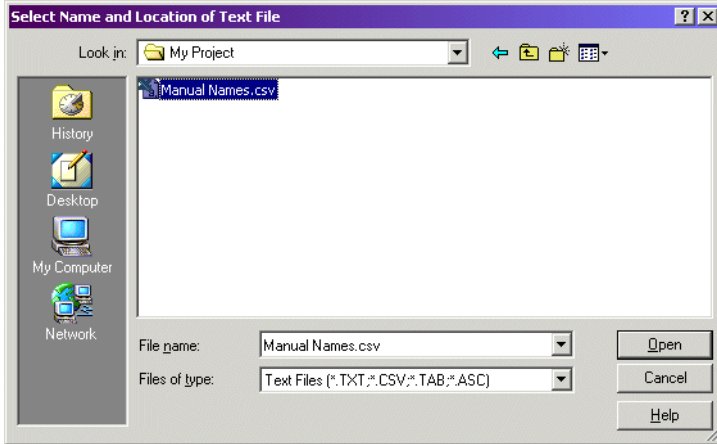 Select Name and Location of Text File
Look in: My Project
Manual Names.csv
History
Desktop
My Computer
Network
File name: Manual Names.csv Open
Files of type: Text Files (*.TXT;*.CSV;*.TAB;*.ASC) Cancel
Help